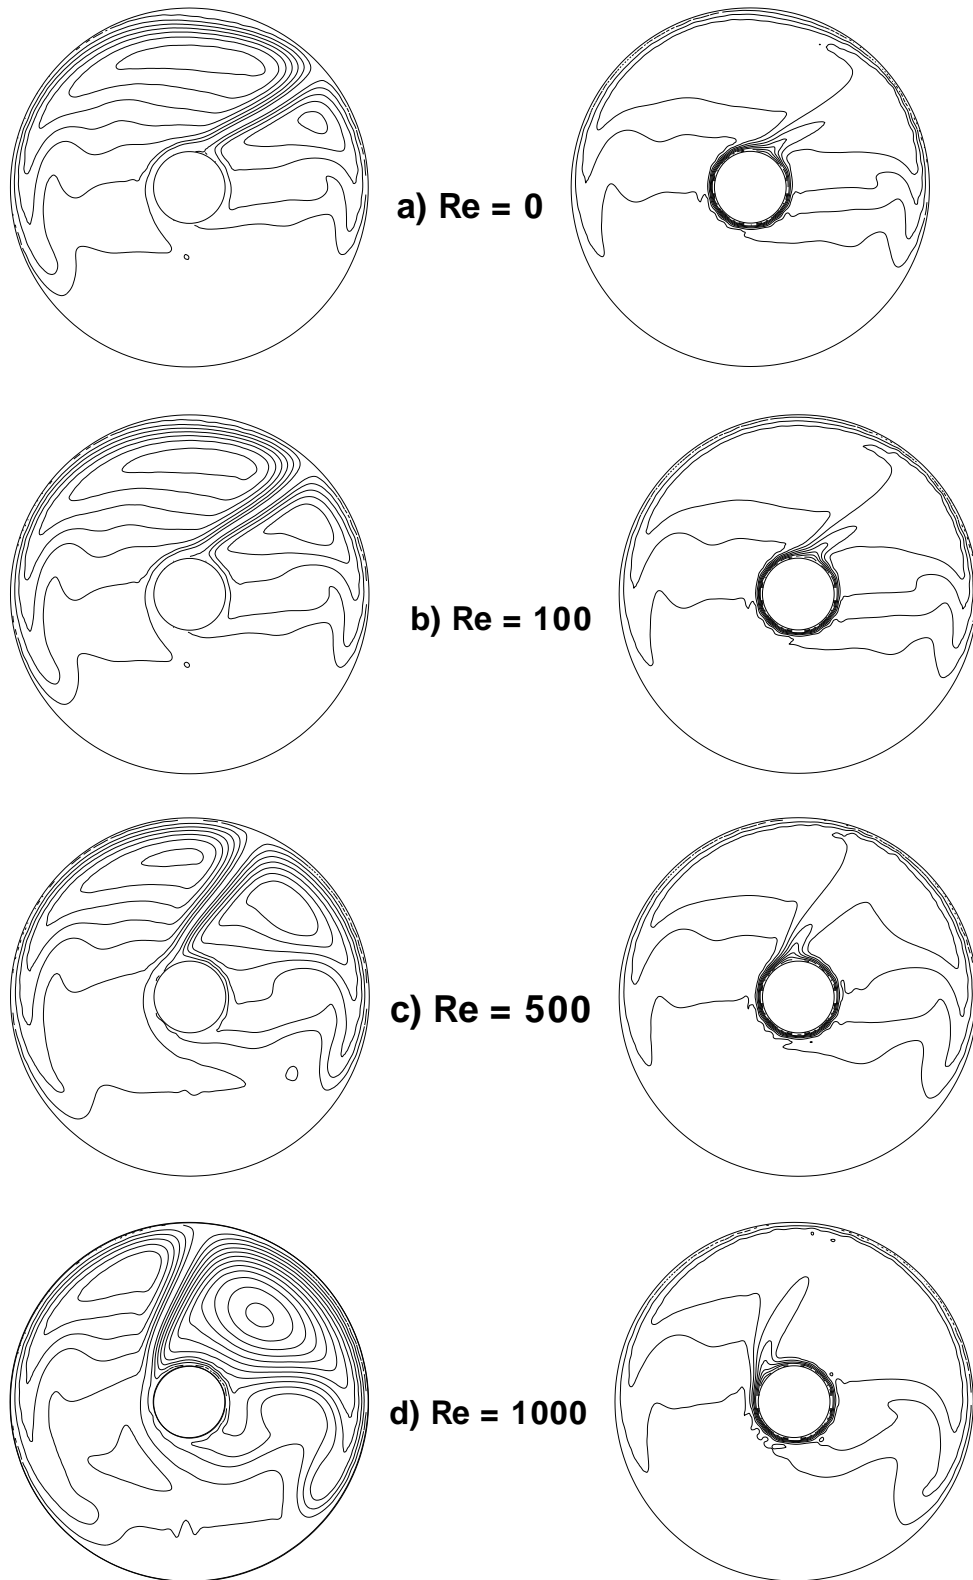 a) Re = 0
b) Re = 100
c) Re = 500
d) Re = 1000